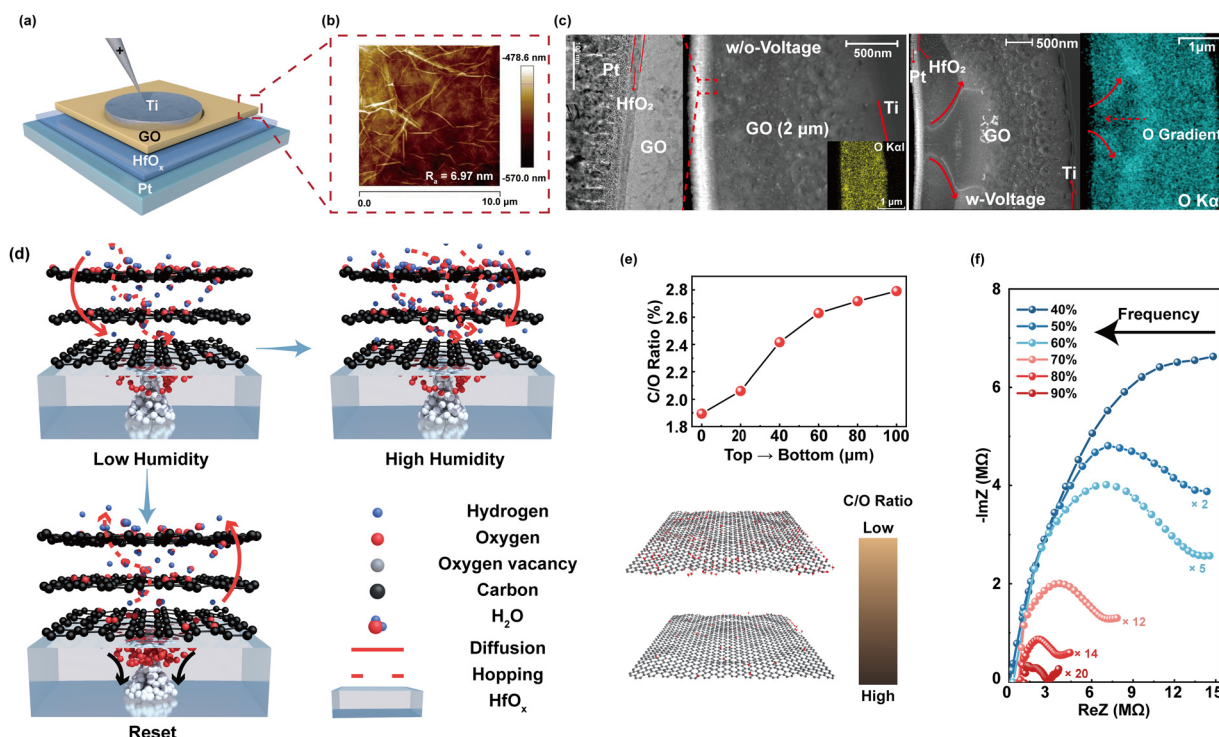 (a)
+
Ti
GO
HfOₓ
Pt
(b)
-478.6 nm
-570.0 nm
Rₐ = 6.97 nm
0.0
10.0
μm
(c)
Pt
HfO₂
GO
w/o-Voltage
500nm
GO (2 μm)
Ti
O Kαl
1 μm
500nm
Pt
HfO₂
GO
w-Voltage
Ti
1μm
O Gradient
O Kα
(d)
Low Humidity
High Humidity
Reset
Hydrogen
Oxygen
Oxygen vacancy
Carbon
H₂O
Diffusion
Hopping
HfOₓ
(e)
C/O Ratio (%)
2.8
2.6
2.4
2.2
2.0
1.8
0 20 40 60 80 100
Top → Bottom (μm)
C/O Ratio
Low
High
(f)
-ImZ (MΩ)
8
6
4
2
0
40%
50%
60%
70%
80%
90%
Frequency
× 2
× 5
× 12
× 14
× 20
0 3 6 9 12 15
ReZ (MΩ)